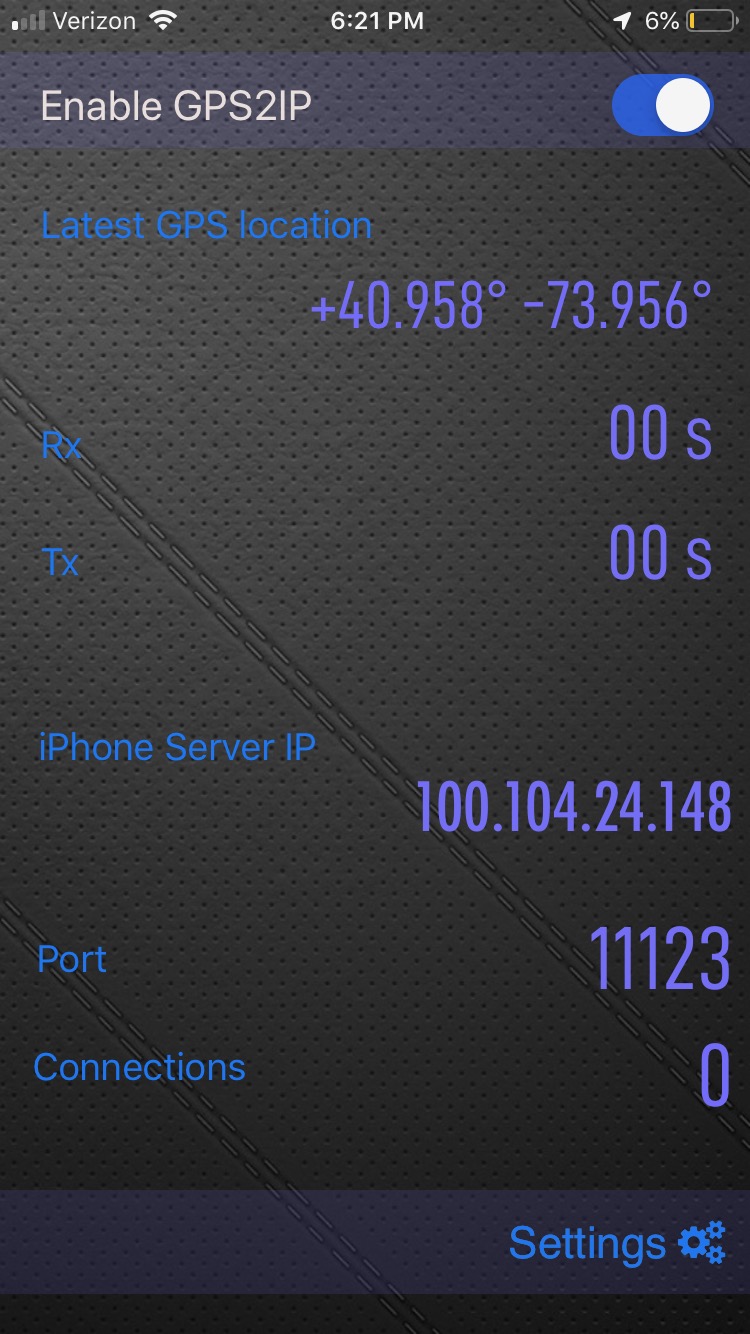 Verizon 6:21 PM 6%
Enable GPS2IP
Latest GPS location
+40.958° -73.956°
Rx 00 s
Tx 00 s
iPhone Server IP
100.104.24.148
Port 11123
Connections 0
Settings